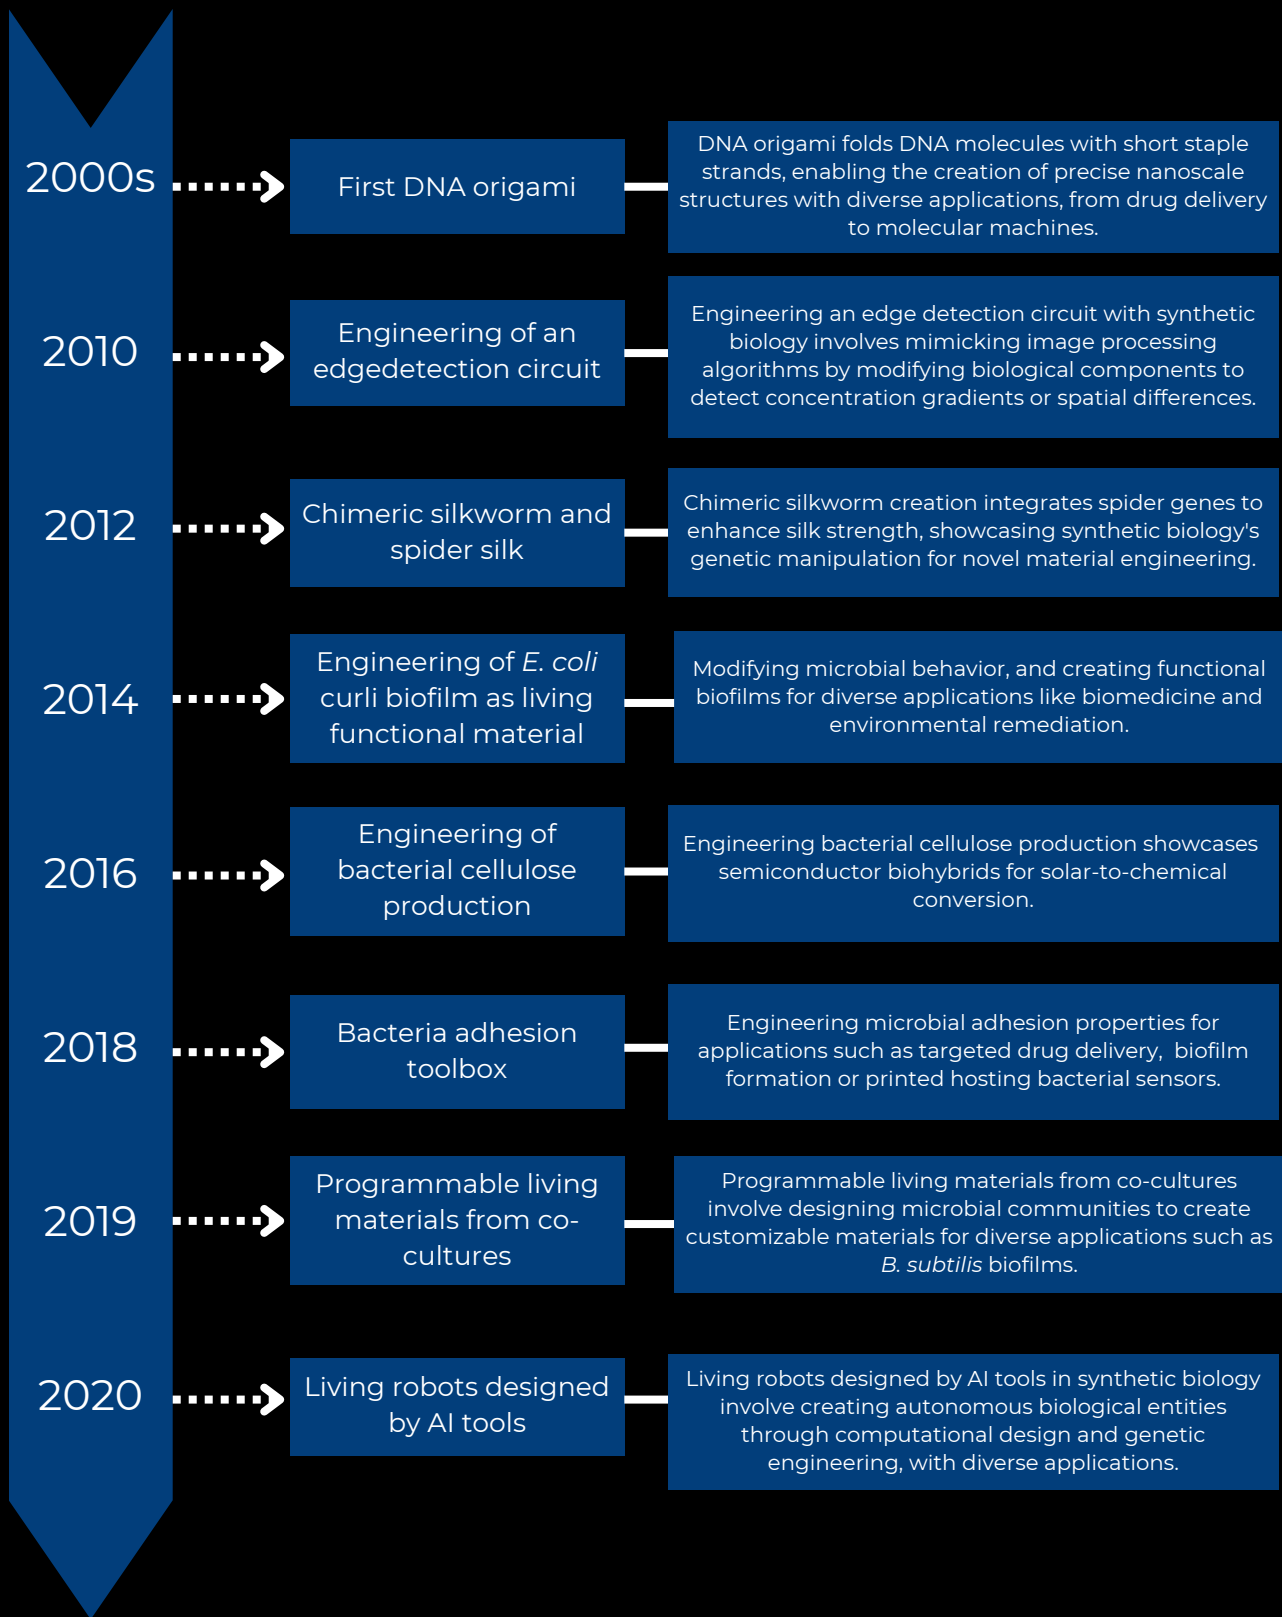 2000s
First DNA origami
DNA origami folds DNA molecules with short staple
strands, enabling the creation of precise nanoscale
structures with diverse applications, from drug delivery
to molecular machines.
2010
Engineering of an
edgedetection circuit
Engineering an edge detection circuit with synthetic
biology involves mimicking image processing
algorithms by modifying biological components to
detect concentration gradients or spatial differences.
2012
Chimeric silkworm and
spider silk
Chimeric silkworm creation integrates spider genes to
enhance silk strength, showcasing synthetic biology's
genetic manipulation for novel material engineering.
2014
Engineering of E. coli
curli biofilm as living
functional material
Modifying microbial behavior, and creating functional
biofilms for diverse applications like biomedicine and
environmental remediation.
2016
Engineering of
bacterial cellulose
production
Engineering bacterial cellulose production showcases
semiconductor biohybrids for solar-to-chemical
conversion.
2018
Bacteria adhesion
toolbox
Engineering microbial adhesion properties for
applications such as targeted drug delivery,  biofilm
formation or printed hosting bacterial sensors.
2019
Programmable living
materials from co-
cultures
Programmable living materials from co-cultures
involve designing microbial communities to create
customizable materials for diverse applications such as
B. subtilis biofilms.
2020
Living robots designed
by AI tools
Living robots designed by AI tools in synthetic biology
involve creating autonomous biological entities
through computational design and genetic
engineering, with diverse applications.